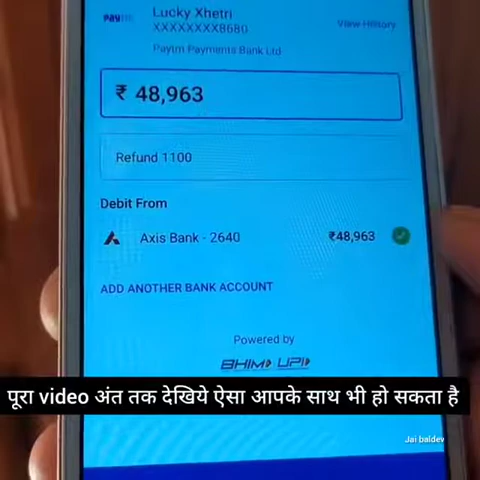 Paytm
Lucky Xhetri
XXXXXXXX8680
View History
Paytm Payments Bank Ltd
₹ 48,963
Refund 1100
Debit From
Axis Bank - 2640
₹48,963
ADD ANOTHER BANK ACCOUNT
Powered by
BHIM UPI
पूरा video अंत तक देखिये ऐसा आपके साथ भी हो सकता है
Jai baldev